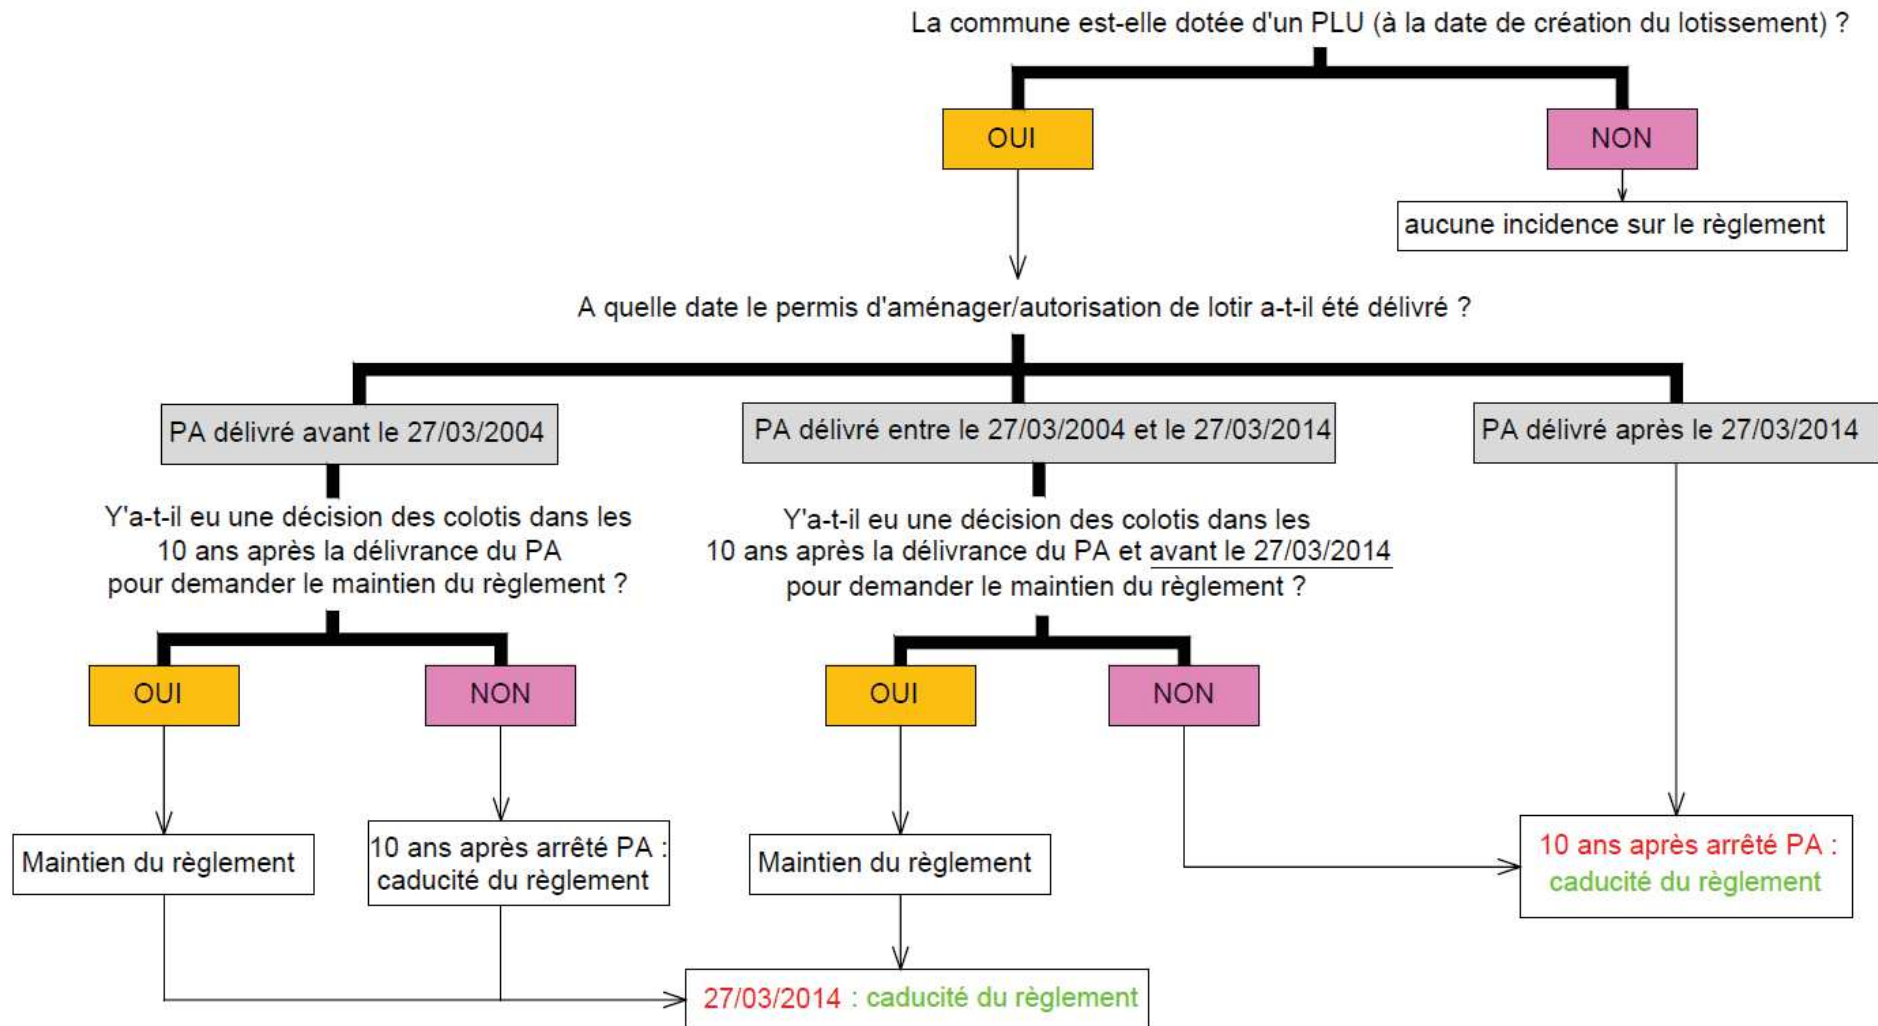 La commune est-elle dotée d'un PLU (à la date de création du lotissement) ?
OUI
NON
aucune incidence sur le règlement
A quelle date le permis d'aménager/autorisation de lotir a-t-il été délivré ?
PA délivré avant le 27/03/2004
PA délivré entre le 27/03/2004 et le 27/03/2014
PA délivré après le 27/03/2014
Y'a-t-il eu une décision des colotis dans les
10 ans après la délivrance du PA
pour demander le maintien du règlement ?
Y'a-t-il eu une décision des colotis dans les
10 ans après la délivrance du PA et avant le 27/03/2014
pour demander le maintien du règlement ?
OUI
NON
OUI
NON
Maintien du règlement
10 ans après arrêté PA :
caducité du règlement
Maintien du règlement
10 ans après arrêté PA :
caducité du règlement
27/03/2014 : caducité du règlement